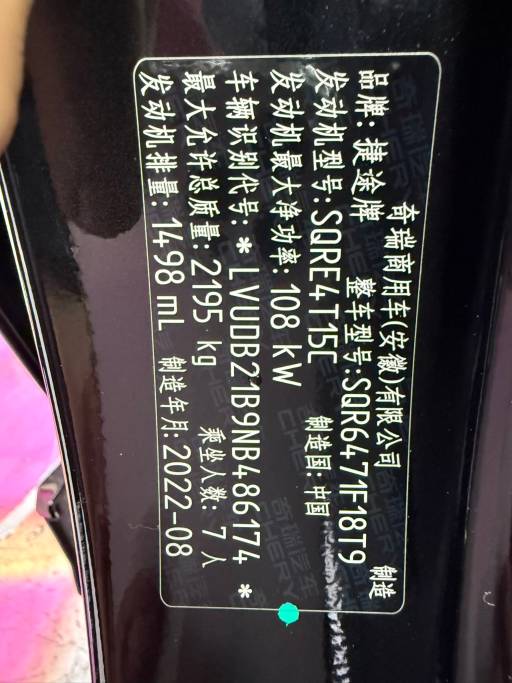 奇瑞商用车(安徽)有限公司 制造
品牌: 捷途牌 整车型号:SQR6471F18T9
发动机型号:SQRE4T15C 制造国:中国
发动机最大净功率: 108 kW
车辆识别代号: * LVUDB21B9NB486174 *
最大允许总质量: 2195 kg 乘坐人数: 7 人
发动机排量: 1498 mL 制造年月:2022-08